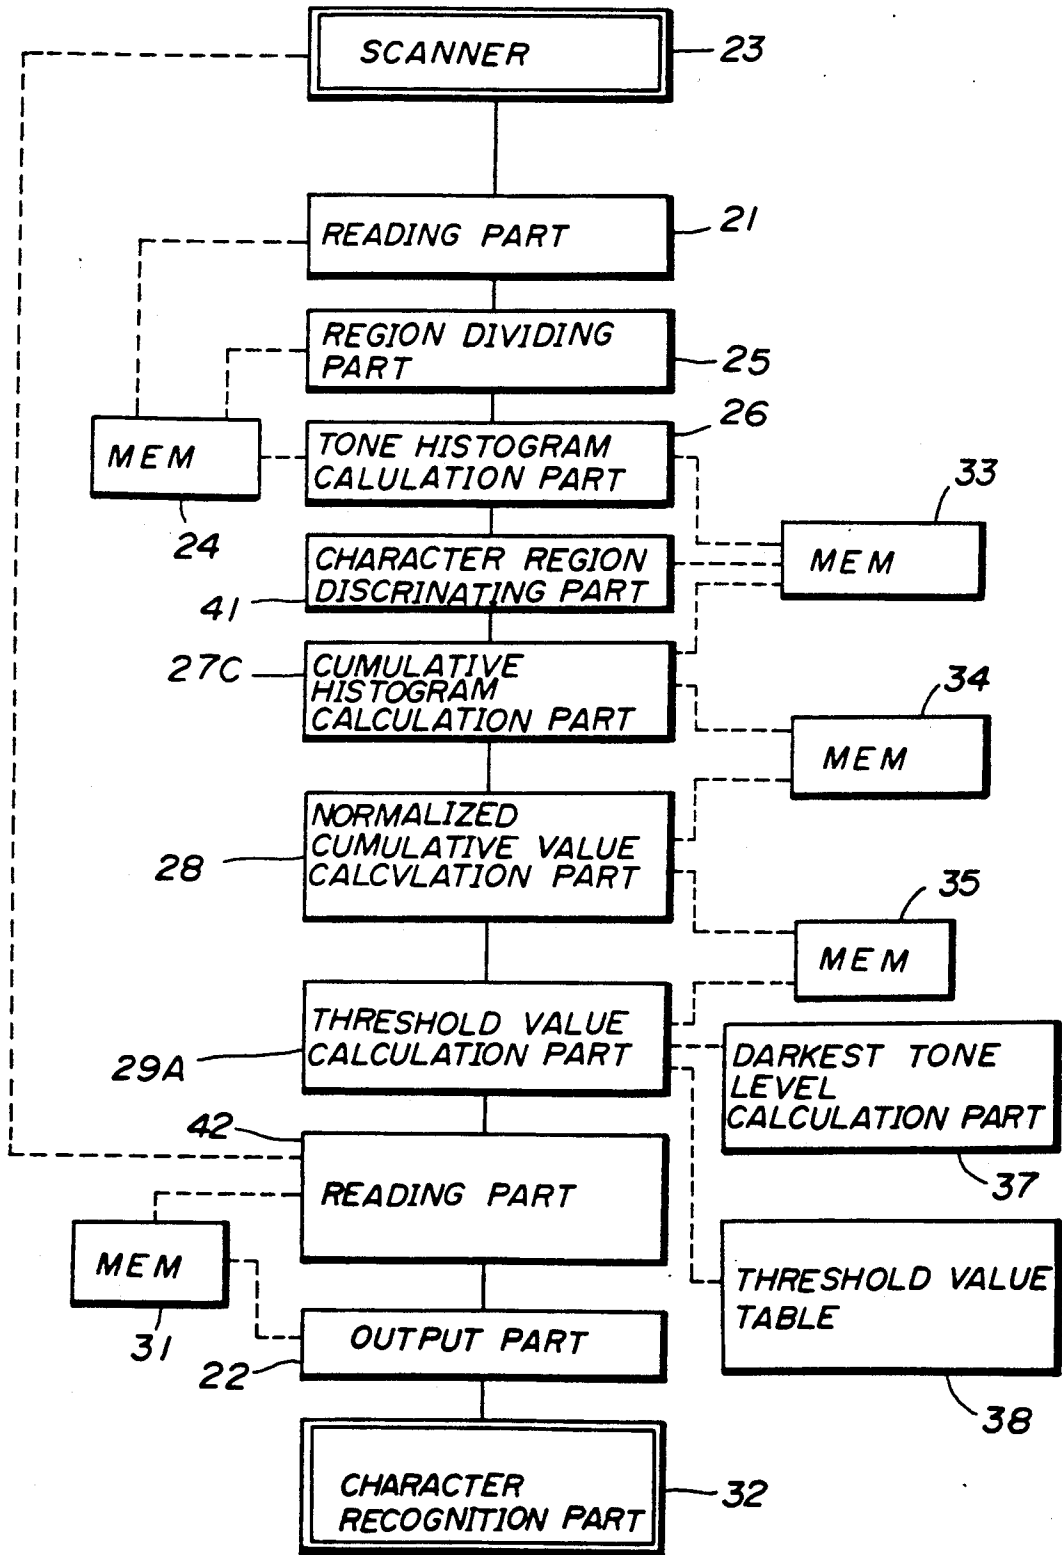 SCANNER
23
READING PART
21
REGION DIVIDING
PART
25
26
TONE HISTOGRAM
CALULATION PART
MEM
24
33
MEM
CHARACTER REGION
DISCRINATING PART
41
27C
CUMULATIVE
HISTOGRAM
CALCULATION PART
34
MEM
NORMALIZED
CUMULATIVE VALUE
CALCVLATION PART
28
35
MEM
THRESHOLD VALUE
CALCULATION PART
29A
DARKEST TONE
LEVEL
CALCULATION PART
37
42
READING PART
MEM
31
THRESHOLD VALUE
TABLE
38
OUTPUT PART
22
CHARACTER
RECOGNITION PART
32